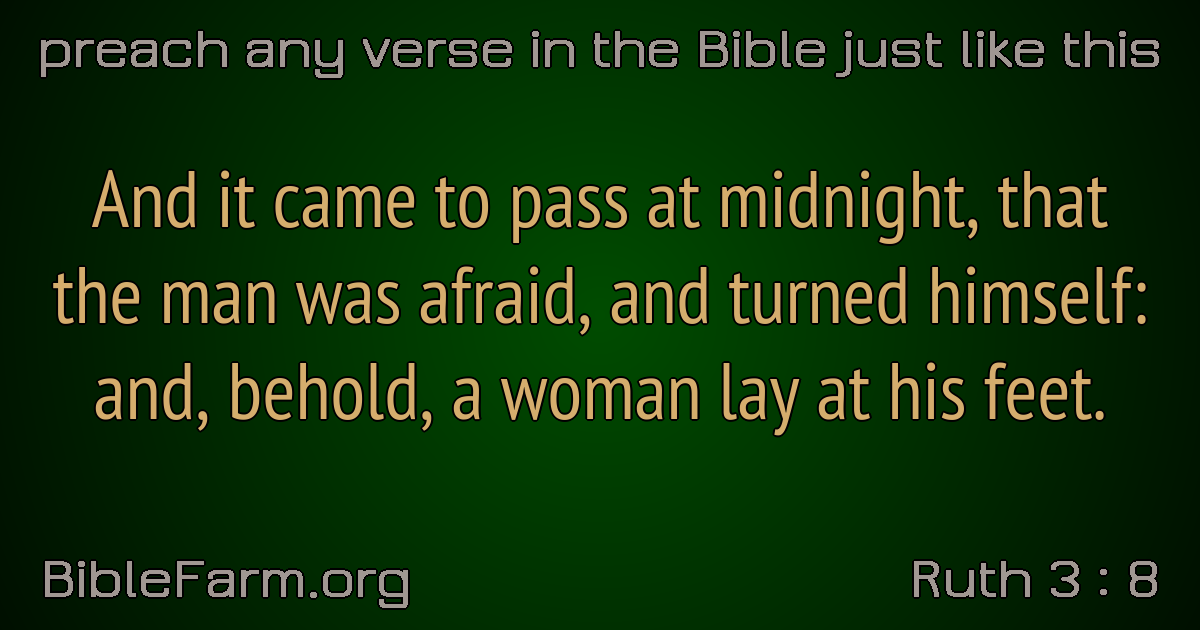 preach any verse in the Bible just like this
And it came to pass at midnight, that
the man was afraid, and turned himself:
and, behold, a woman lay at his feet.
BibleFarm.org
Ruth 3 : 8